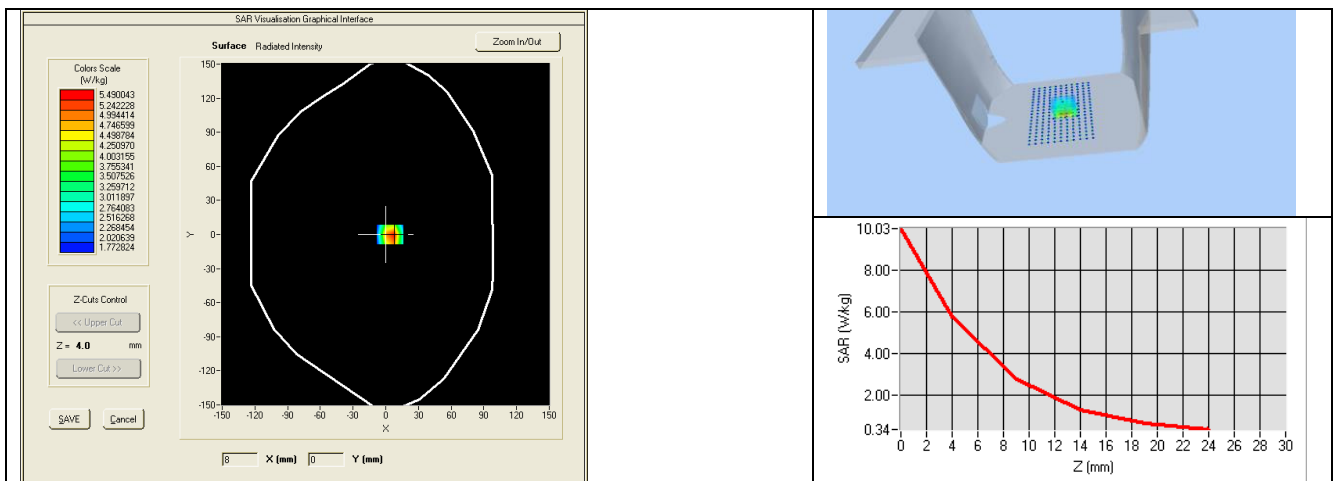 SAR Visualisation Graphical Interface
Surface Radiated Intensity
Zoom In/Out
Colors Scale
(W/kg)
5.490043
5.242228
4.994414
4.746599
4.498784
4.250970
4.003155
3.755341
3.507526
3.259712
3.011897
2.764083
2.516268
2.268454
2.020639
1.772824
Z-Cuts Control
<< Upper Cut
Z = 4.0 mm
Lower Cut >>
SAVE Cancel
150
120
90
60
30
0
-30
-60
-90
-120
-150
Y
-150 -120 -90 -60 -30 0 30 60 90 120 150
X
8 X (mm) 0 Y (mm)
10.03
8.00
6.00
4.00
2.00
0.34
SAR (W/kg)
0 2 4 6 8 10 12 14 16 18 20 22 24 26 28 30
Z (mm)